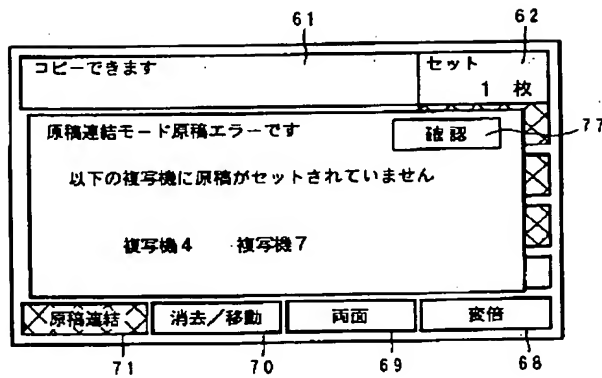 61
62
コピーできます
セット
1 枚
原稿連結モード原稿エラーです
確認
77
以下の複写機に原稿がセットされていません
複写機4 複写機7
原稿連結
消去/移動
両面
変倍
71
70
69
68